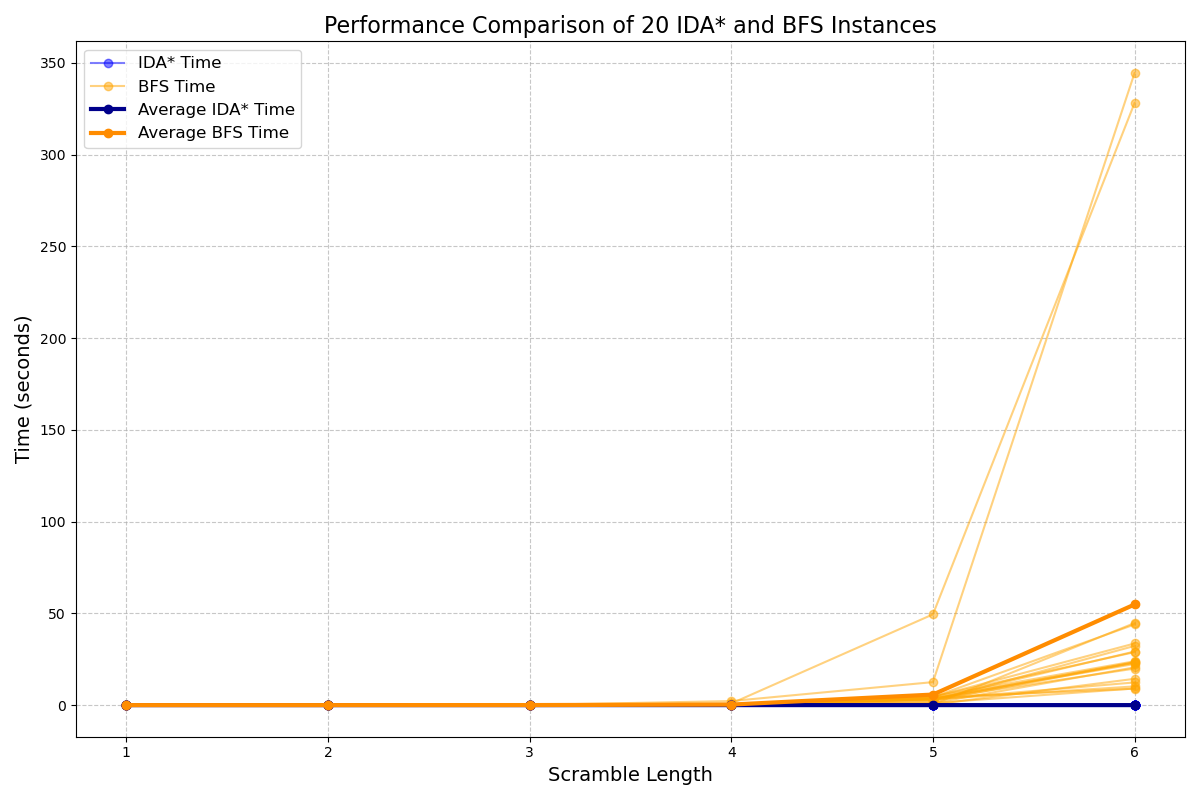 Performance Comparison of 20 IDA* and BFS Instances
IDA* Time
BFS Time
Average IDA* Time
Average BFS Time
350
300
250
200
150
100
50
0
Time (seconds)
1 2 3 4 5 6
Scramble Length